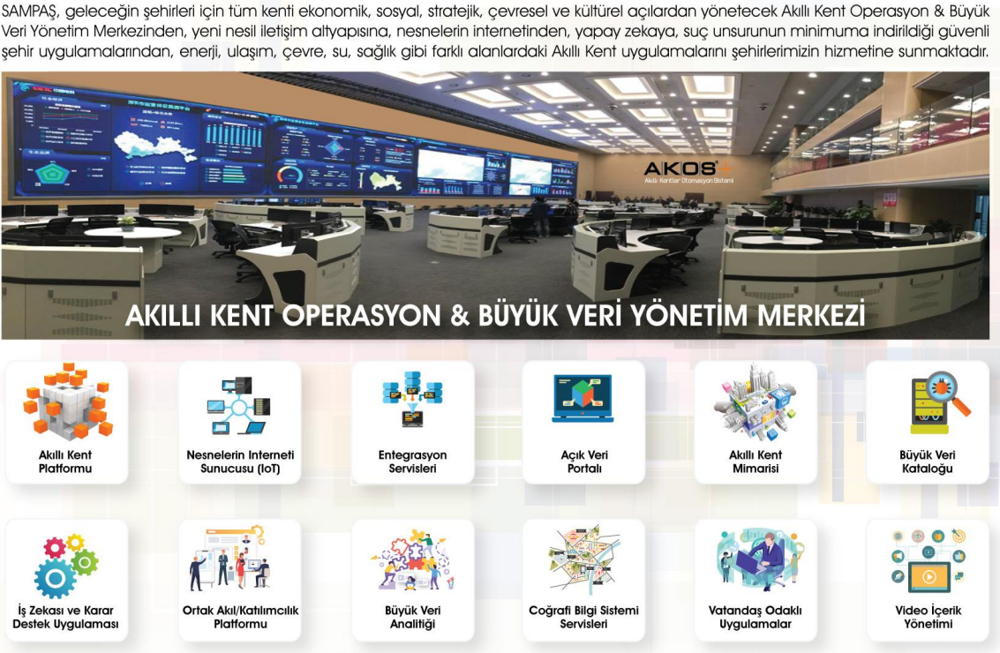 SAMPAŞ, geleceğin şehirleri için tüm kenti ekonomik, sosyal, stratejik, çevresel ve kültürel açılardan yönetecek Akıllı Kent Operasyon & Büyük
Veri Yönetim Merkezinden, yeni nesil iletişim altyapısına, nesnelerin internetinden, yapay zekaya, suç unsurunun minimuma indirildiği güvenli
şehir uygulamalarından, enerji, ulaşım, çevre, su, sağlık gibi farklı alanlardaki Akıllı Kent uygulamalarını şehirlerimizin hizmetine sunmaktadır.
AKOS+
Akıllı Kentler Otomasyon Sistemi
AKILLI KENT OPERASYON & BÜYÜK VERİ YÖNETİM MERKEZİ
Akıllı Kent
Platformu
Nesnelerin Interneti
Sunucusu (IoT)
Entegrasyon
Servisleri
Açık Veri
Portalı
Akıllı Kent
Mimarisi
Büyük Veri
Kataloğu
İş Zekası ve Karar
Destek Uygulaması
Ortak Akıl/Katılımcılık
Platformu
Büyük Veri
Analitiği
Coğrafi Bilgi Sistemi
Servisleri
Vatandaş Odaklı
Uygulamalar
Video İçerik
Yönetimi